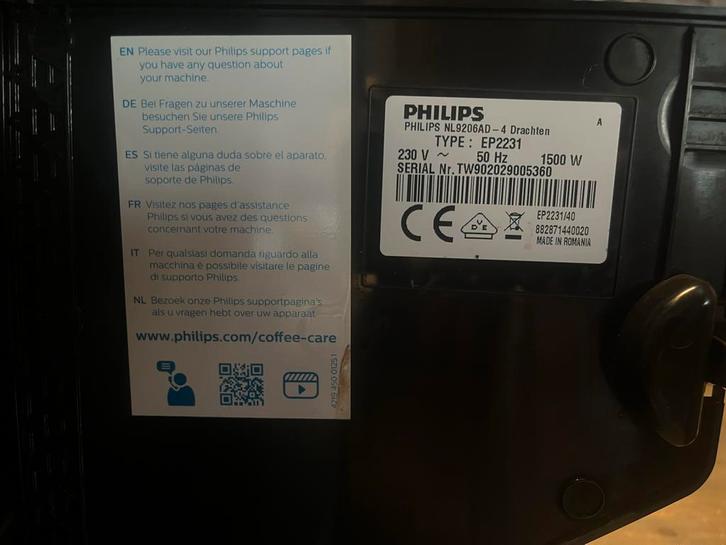 EN Please visit our Philips support pages if
you have any question about
your machine.
DE Bei Fragen zu unserer Maschine
besuchen Sie unsere Philips
Support-Seiten.
ES Si tiene alguna duda sobre el aparato,
visite las páginas de
soporte de Philips.
FR Visitez nos pages d'assistance
Philips si vous avez des questions
concernant votre machine.
IT Per qualsiasi domanda riguardo alla
macchina è possibile visitare le pagine
di supporto Philips.
NL Bezoek onze Philips supportpagina's
als u vragen hebt over uw apparaat
www.philips.com/coffee-care
4219 450 01251
PHILIPS
A
PHILIPS NL9206AD-4 Drachten
TYPE: EP2231
230 V ~ 50 Hz 1500 W
SERIAL Nr. TW902029005360
CE
VDE
EP2231/40
882871440020
MADE IN ROMANIA